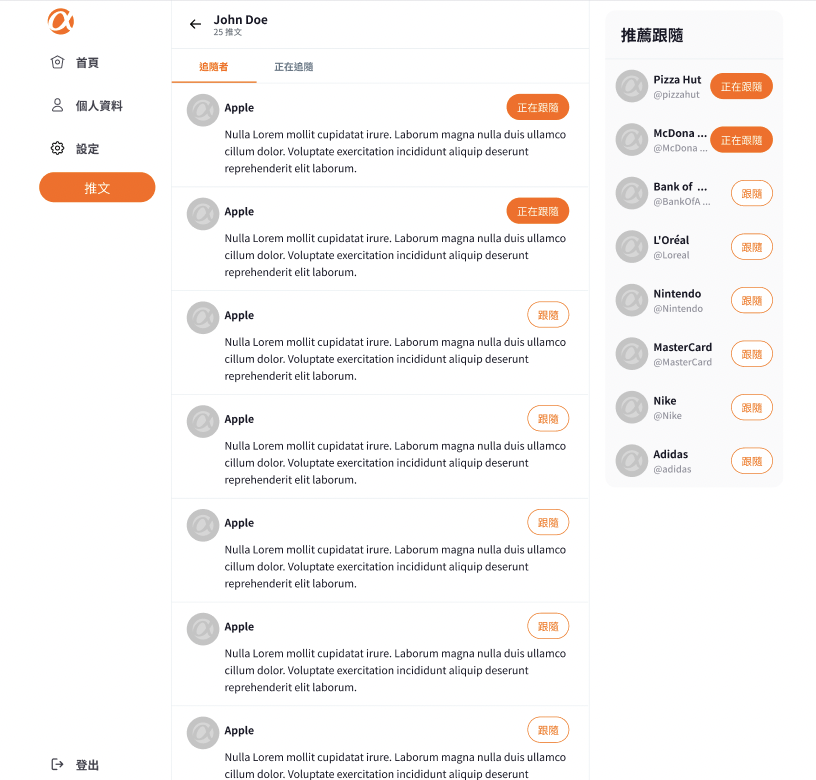 首頁
個人資料
設定
推文
登出
John Doe
25 推文
追隨者
正在追隨
Apple
正在跟隨
Nulla Lorem mollit cupidatat irure. Laborum magna nulla duis ullamco
cillum dolor. Voluptate exercitation incididunt aliquip deserunt
reprehenderit elit laborum.
Apple
正在跟隨
Nulla Lorem mollit cupidatat irure. Laborum magna nulla duis ullamco
cillum dolor. Voluptate exercitation incididunt aliquip deserunt
reprehenderit elit laborum.
Apple
跟隨
Nulla Lorem mollit cupidatat irure. Laborum magna nulla duis ullamco
cillum dolor. Voluptate exercitation incididunt aliquip deserunt
reprehenderit elit laborum.
Apple
跟隨
Nulla Lorem mollit cupidatat irure. Laborum magna nulla duis ullamco
cillum dolor. Voluptate exercitation incididunt aliquip deserunt
reprehenderit elit laborum.
Apple
跟隨
Nulla Lorem mollit cupidatat irure. Laborum magna nulla duis ullamco
cillum dolor. Voluptate exercitation incididunt aliquip deserunt
reprehenderit elit laborum.
Apple
跟隨
Nulla Lorem mollit cupidatat irure. Laborum magna nulla duis ullamco
cillum dolor. Voluptate exercitation incididunt aliquip deserunt
reprehenderit elit laborum.
Apple
跟隨
Nulla Lorem mollit cupidatat irure. Laborum magna nulla duis ullamco
cillum dolor. Voluptate exercitation incididunt aliquip deserunt
推薦跟隨
Pizza Hut
@pizzahut
正在跟隨
McDona ...
@McDona ...
正在跟隨
Bank of ...
@BankOfA ...
跟隨
L'Oréal
@Loreal
跟隨
Nintendo
@Nintendo
跟隨
MasterCard
@MasterCard
跟隨
Nike
@Nike
跟隨
Adidas
@adidas
跟隨